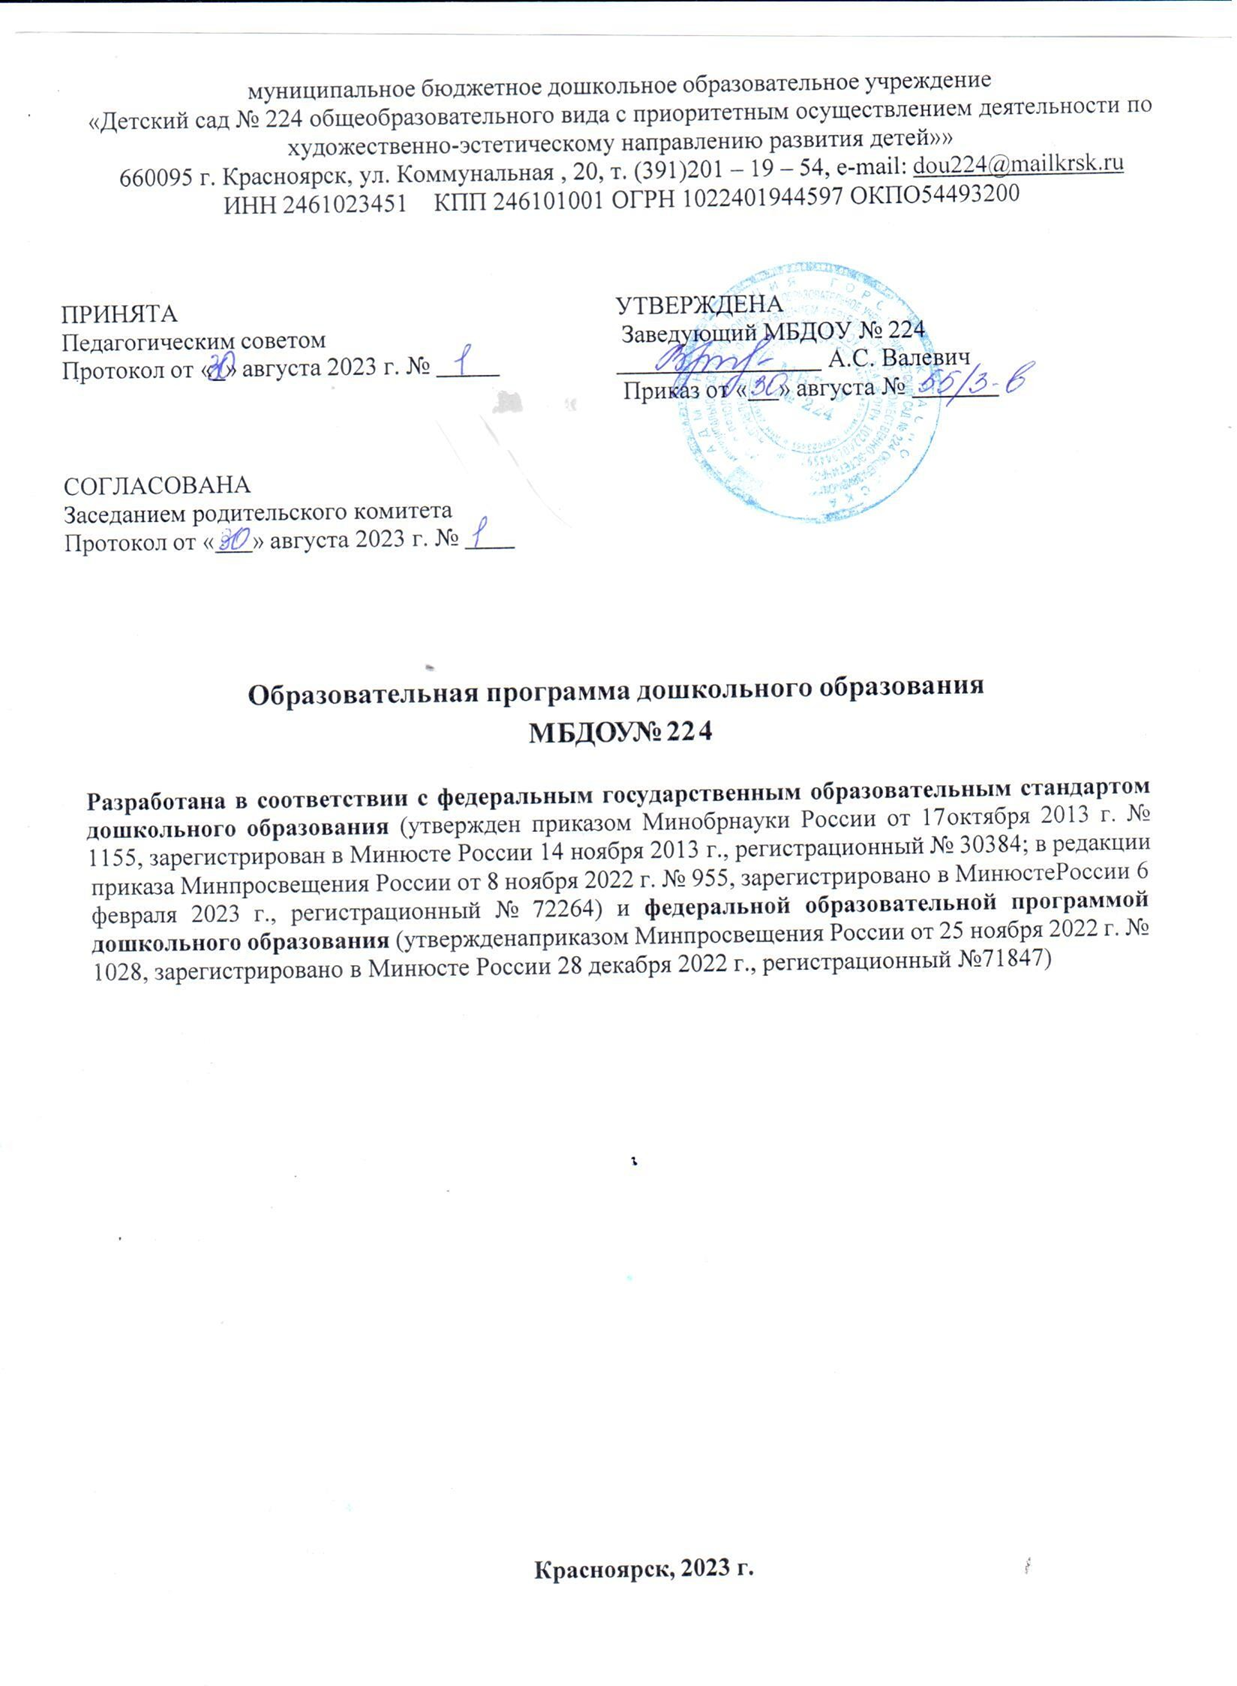 муниципальное бюджетное дошкольное образовательное учреждение
«Детский сад № 224 общеобразовательного вида с приоритетным осуществлением деятельности по
художественно-эстетическому направлению развития детей»»
660095 г. Красноярск, ул. Коммунальная , 20, т. (391)201 – 19 – 54, e-mail: dou224@mailkrsk.ru
ИНН 2461023451 КПП 246101001 ОГРН 1022401944597 ОКПО54493200
ПРИНЯТА
Педагогическим советом
Протокол от «30» августа 2023 г. № 1
УТВЕРЖДЕНА
Заведующий МБДОУ № 224
А.С. Валевич
Приказ от «30» августа № 55/3-в
СОГЛАСОВАНА
Заседанием родительского комитета
Протокол от «30» августа 2023 г. № 1
Образовательная программа дошкольного образования
МБДОУ№ 224
Разработана в соответствии с федеральным государственным образовательным стандартом
дошкольного образования (утвержден приказом Минобрнауки России от 17октября 2013 г. №
1155, зарегистрирован в Минюсте России 14 ноября 2013 г., регистрационный № 30384; в редакции
приказа Минпросвещения России от 8 ноября 2022 г. № 955, зарегистрировано в МинюстеРоссии 6
февраля 2023 г., регистрационный № 72264) и федеральной образовательной программой
дошкольного образования (утвержденаприказом Минпросвещения России от 25 ноября 2022 г. №
1028, зарегистрировано в Минюсте России 28 декабря 2022 г., регистрационный №71847)
Красноярск, 2023 г.